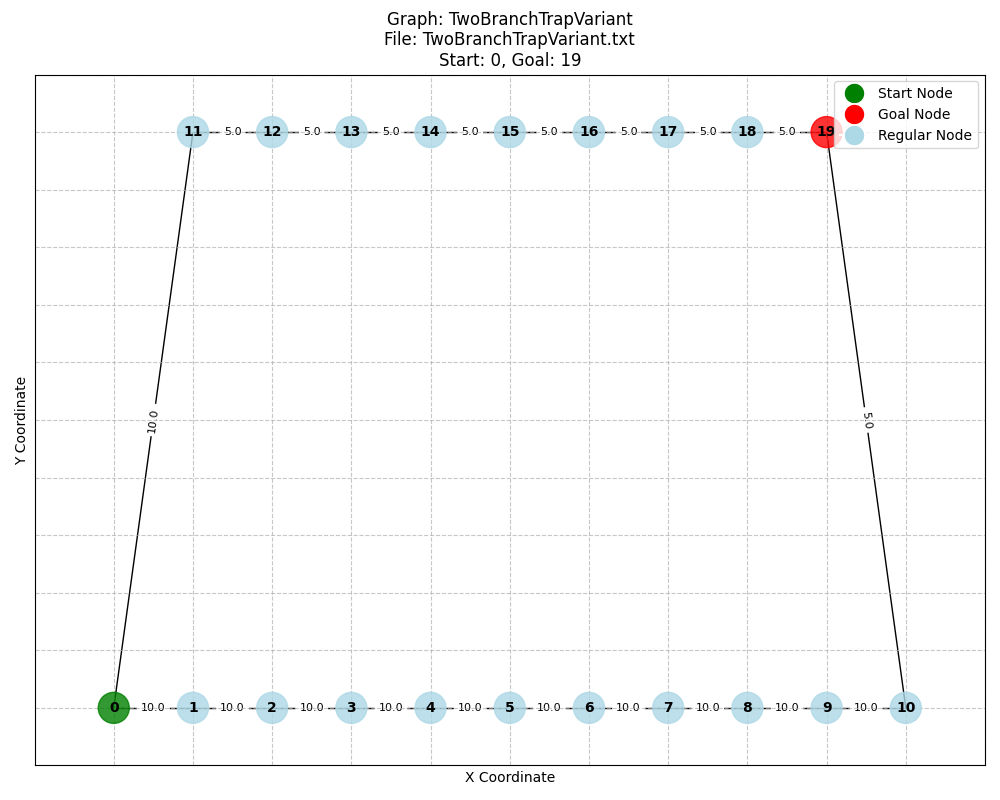 Graph: TwoBranchTrapVariant
File: TwoBranchTrapVariant.txt
Start: 0, Goal: 19
Start Node
Goal Node
Regular Node
11 5.0 12 5.0 13 5.0 14 5.0 15 5.0 16 5.0 17 5.0 18 5.0 19
10.0
5.0
Y Coordinate
0 10.0 1 10.0 2 10.0 3 10.0 4 10.0 5 10.0 6 10.0 7 10.0 8 10.0 9 10.0 10
X Coordinate